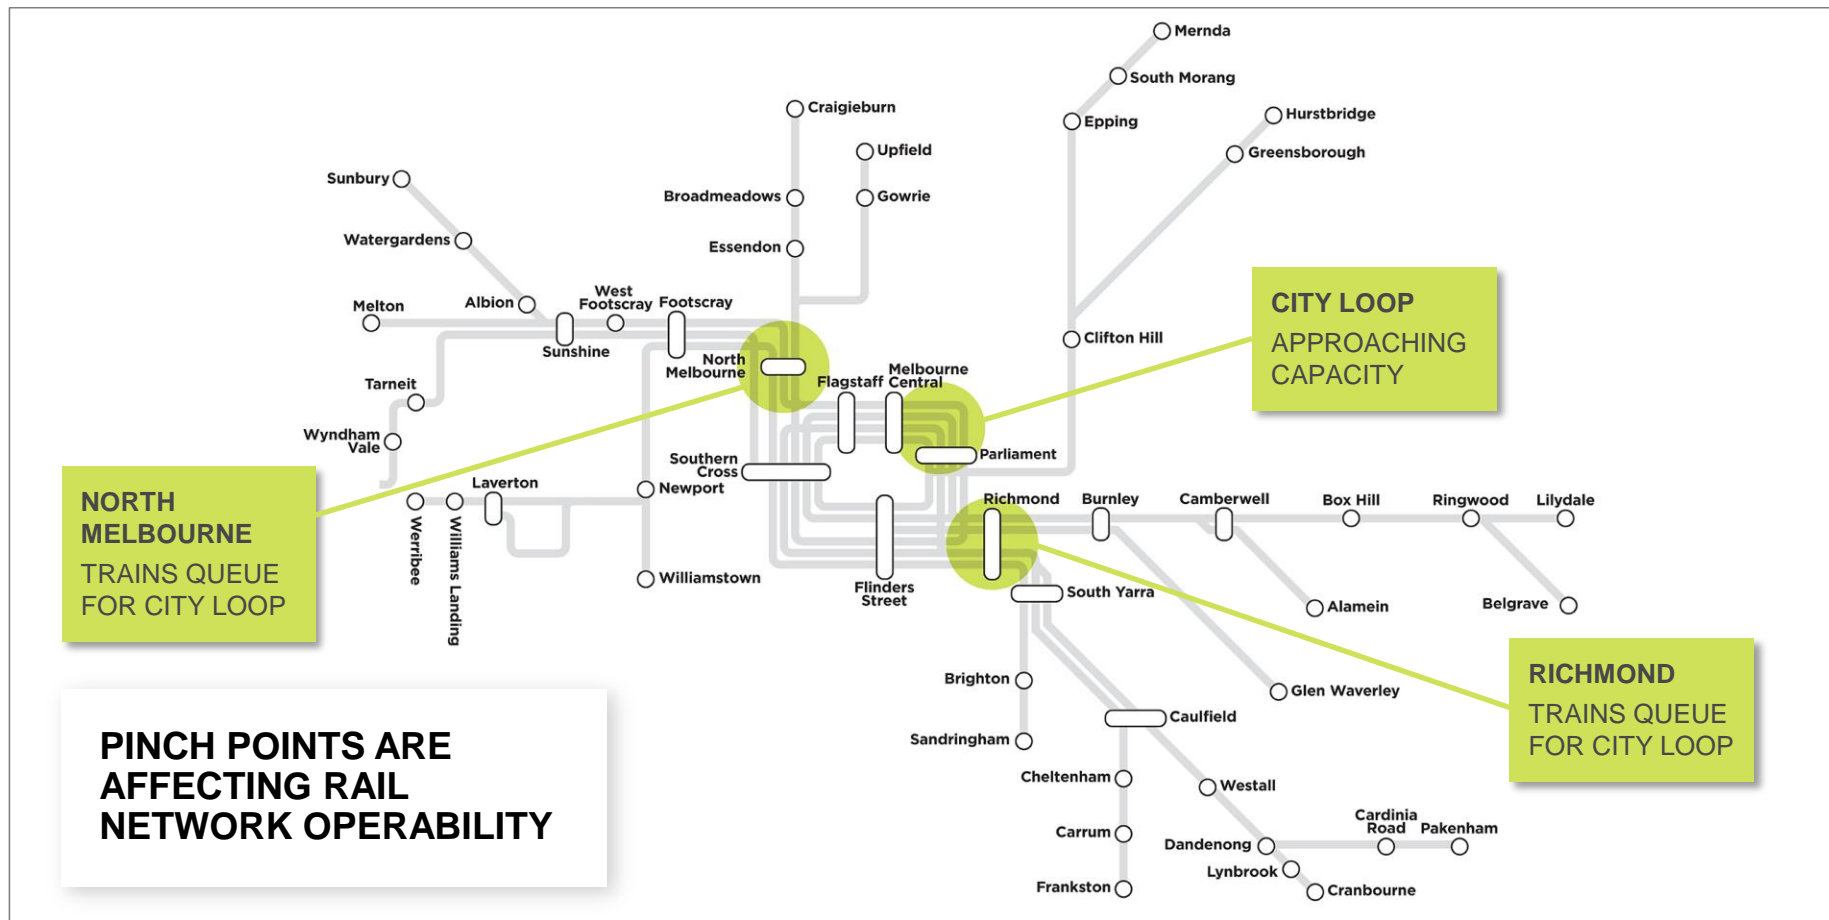 Mernda
South Morang
Craigieburn
Epping
Hurstbridge
Upfield
Greensborough
Sunbury
Broadmeadows
Gowrie
Watergardens
Essendon
Melton
Albion
West
Footscray
Footscray
Sunshine
North
Melbourne
Flagstaff
Melbourne
Central
Clifton Hill
CITY LOOP
APPROACHING
CAPACITY
Tarneit
Wyndham
Vale
Southern
Cross
Parliament
NORTH
MELBOURNE
TRAINS QUEUE
FOR CITY LOOP
Laverton
Newport
Werribee
Williams Landing
Williamstown
Flinders
Street
Richmond
Burnley
Camberwell
Box Hill
Ringwood
Lilydale
South Yarra
Alamein
Belgrave
Brighton
Glen Waverley
Sandringham
Caulfield
RICHMOND
TRAINS QUEUE
FOR CITY LOOP
Cheltenham
Westall
Carrum
Dandenong
Cardinia
Road
Pakenham
Lynbrook
Frankston
Cranbourne
PINCH POINTS ARE
AFFECTING RAIL
NETWORK OPERABILITY